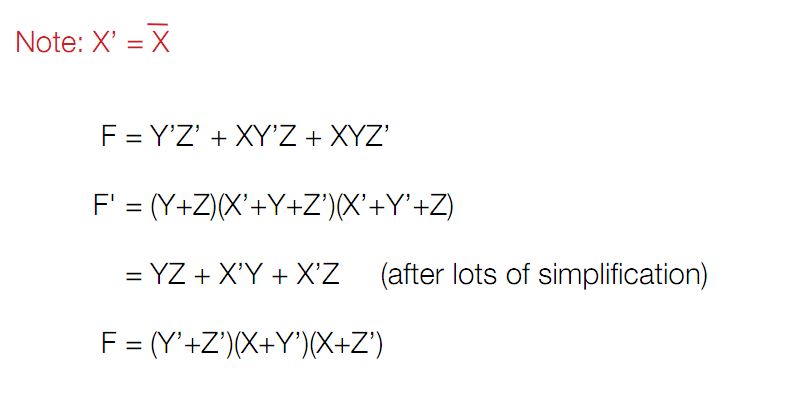 Note: X’ = X̅
F = Y’Z’ + XY’Z + XYZ’
F' = (Y+Z)(X’+Y+Z’)(X’+Y’+Z)
= YZ + X’Y + X’Z (after lots of simplification)
F = (Y’+Z’)(X+Y’)(X+Z’)